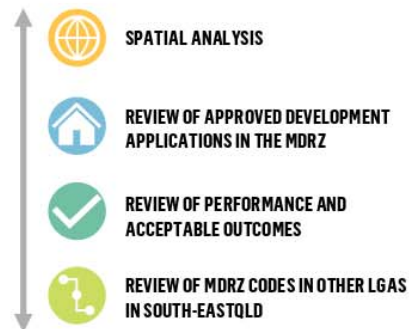 SPATIAL ANALYSIS
REVIEW OF APPROVED DEVELOPMENT
APPLICATIONS IN THE MDRZ
REVIEW OF PERFORMANCE AND
ACCEPTABLE OUTCOMES
REVIEW OF MDRZ CODES IN OTHER LGAS
IN SOUTH-EASTQLD